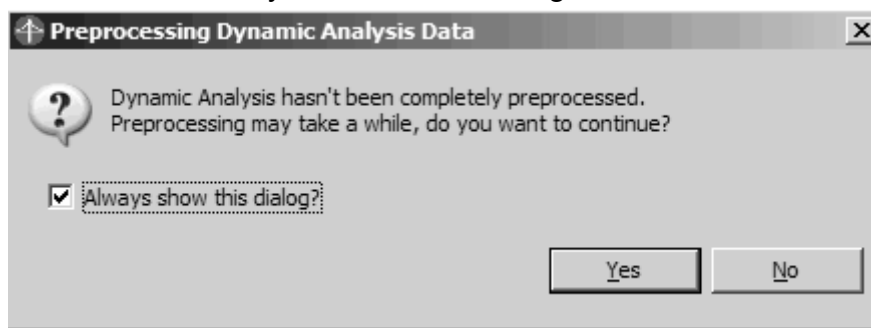 Preprocessing Dynamic Analysis Data
Dynamic Analysis hasn't been completely preprocessed.
Preprocessing may take a while, do you want to continue?
Always show this dialog?
Yes No